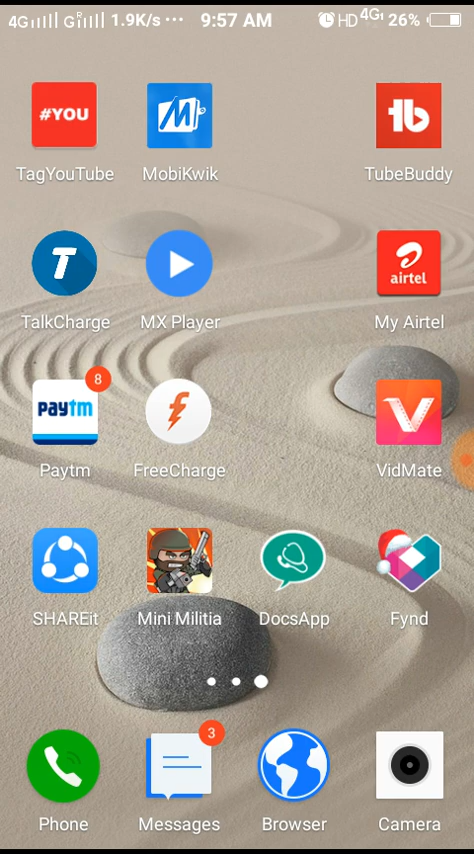 4G G R 1.9K/s ••• 9:57 AM HD 4G1 26%
#YOU
TagYouTube MobiKwik TubeBuddy
airtel
TalkCharge MX Player My Airtel
8
paytm
Paytm FreeCharge VidMate
SHAREit Mini Militia DocsApp Fynd
3
Phone Messages Browser Camera